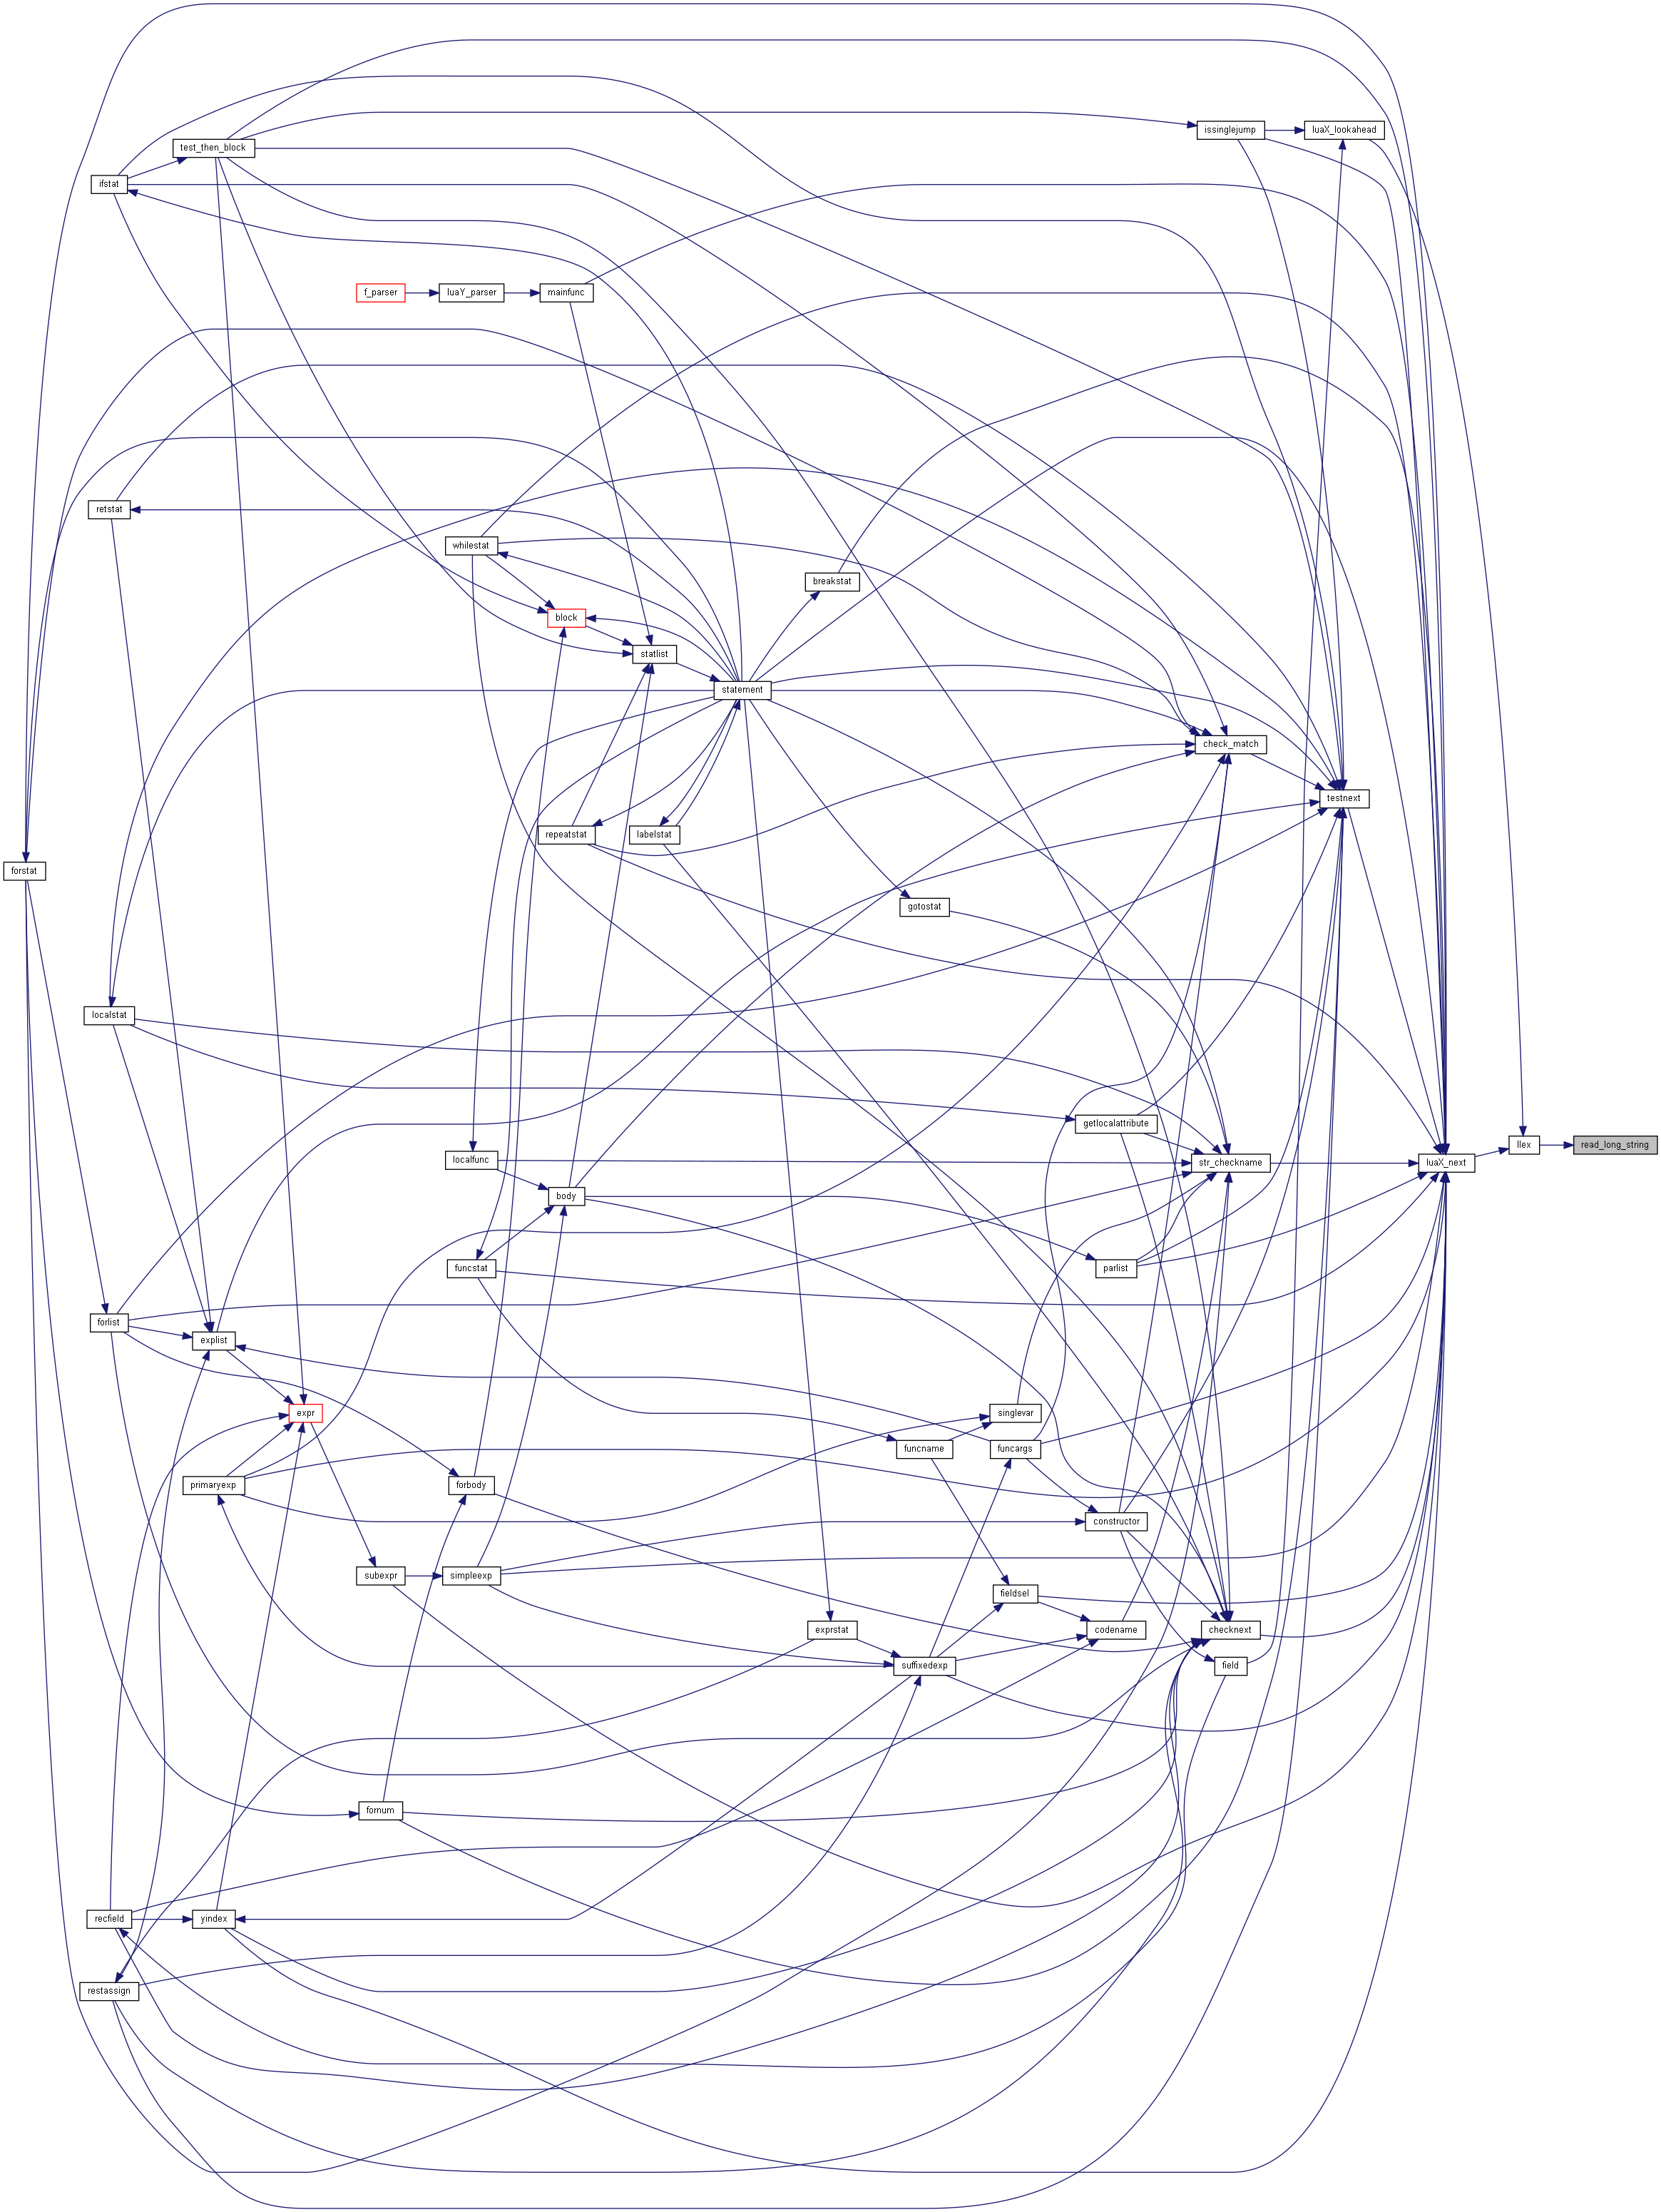 issinglejump
luaX_lookahead
test_then_block
ifstat
f_parser
luaY_parser
mainfunc
retstat
whilestat
breakstat
block
statlist
statement
check_match
testnext
repeatstat
labelstat
forstat
gotostat
localstat
getlocalattribute
llex
read_long_string
localfunc
str_checkname
luaX_next
body
funcstat
parlist
forlist
explist
expr
singlevar
funcname
funcargs
primaryexp
forbody
constructor
subexpr
simpleexp
fieldsel
exprstat
codename
checknext
suffixedexp
field
fornum
recfield
yindex
restassign